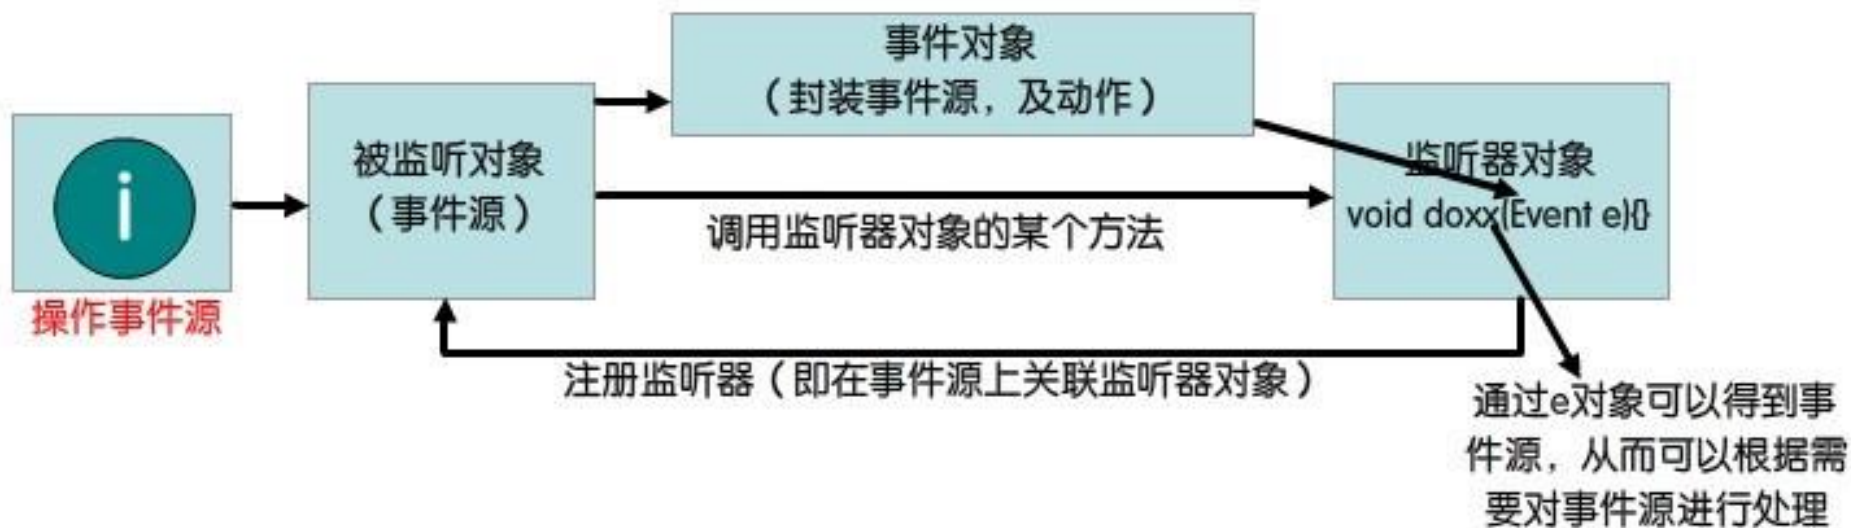 事件对象
（封装事件源，及动作）
被监听对象
（事件源）
监听器对象
void doxx(Event e){}
i
调用监听器对象的某个方法
操作事件源
注册监听器（即在事件源上关联监听器对象）
通过e对象可以得到事
件源，从而可以根据需
要对事件源进行处理